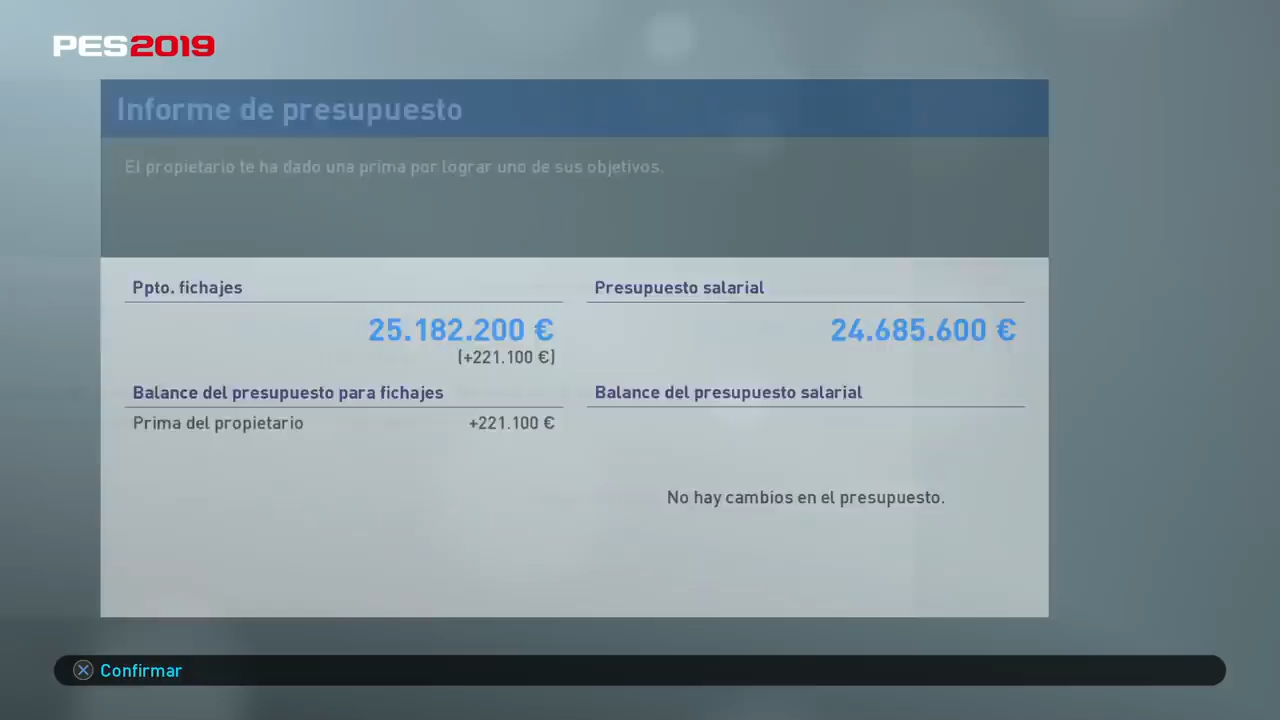 PES2019
Informe de presupuesto
El propietario te ha dado una prima por lograr uno de sus objetivos.
Ppto. fichajes
25.182.200 €
(+221.100 €)
Balance del presupuesto para fichajes
Prima del propietario +221.100 €
Presupuesto salarial
24.685.600 €
Balance del presupuesto salarial
No hay cambios en el presupuesto.
Confirmar